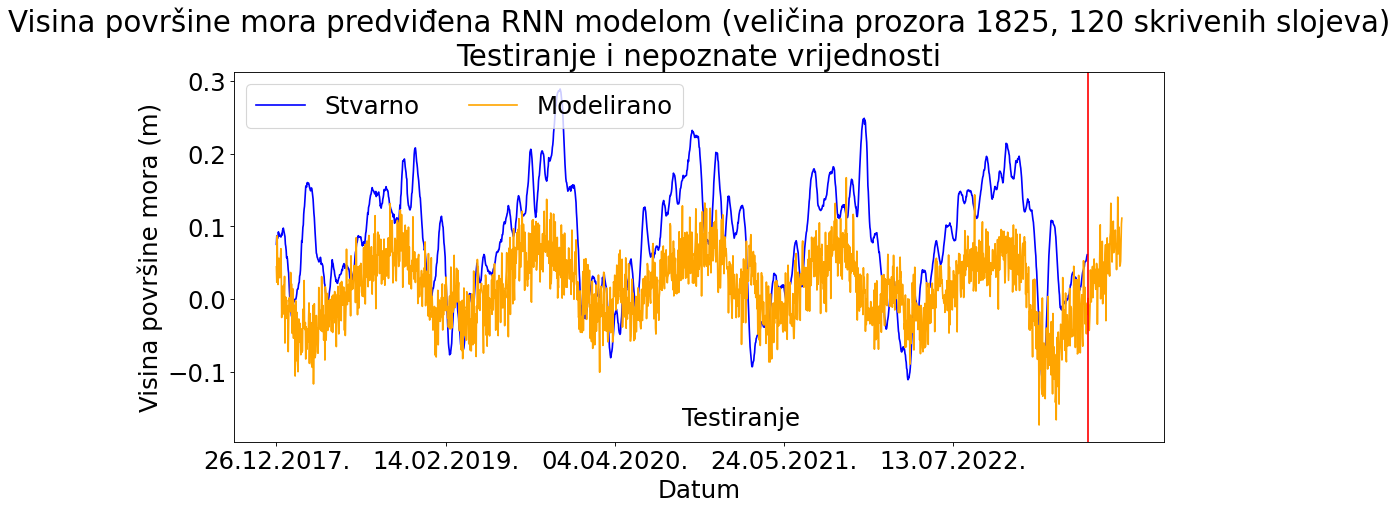 Visina površine mora predviđena RNN modelom (veličina prozora 1825, 120 skrivenih slojeva)
Testiranje i nepoznate vrijednosti
Stvarno
Modelirano
Visina površine mora (m)
0.3
0.2
0.1
0.0
−0.1
Testiranje
26.12.2017.
14.02.2019.
04.04.2020.
24.05.2021.
13.07.2022.
Datum